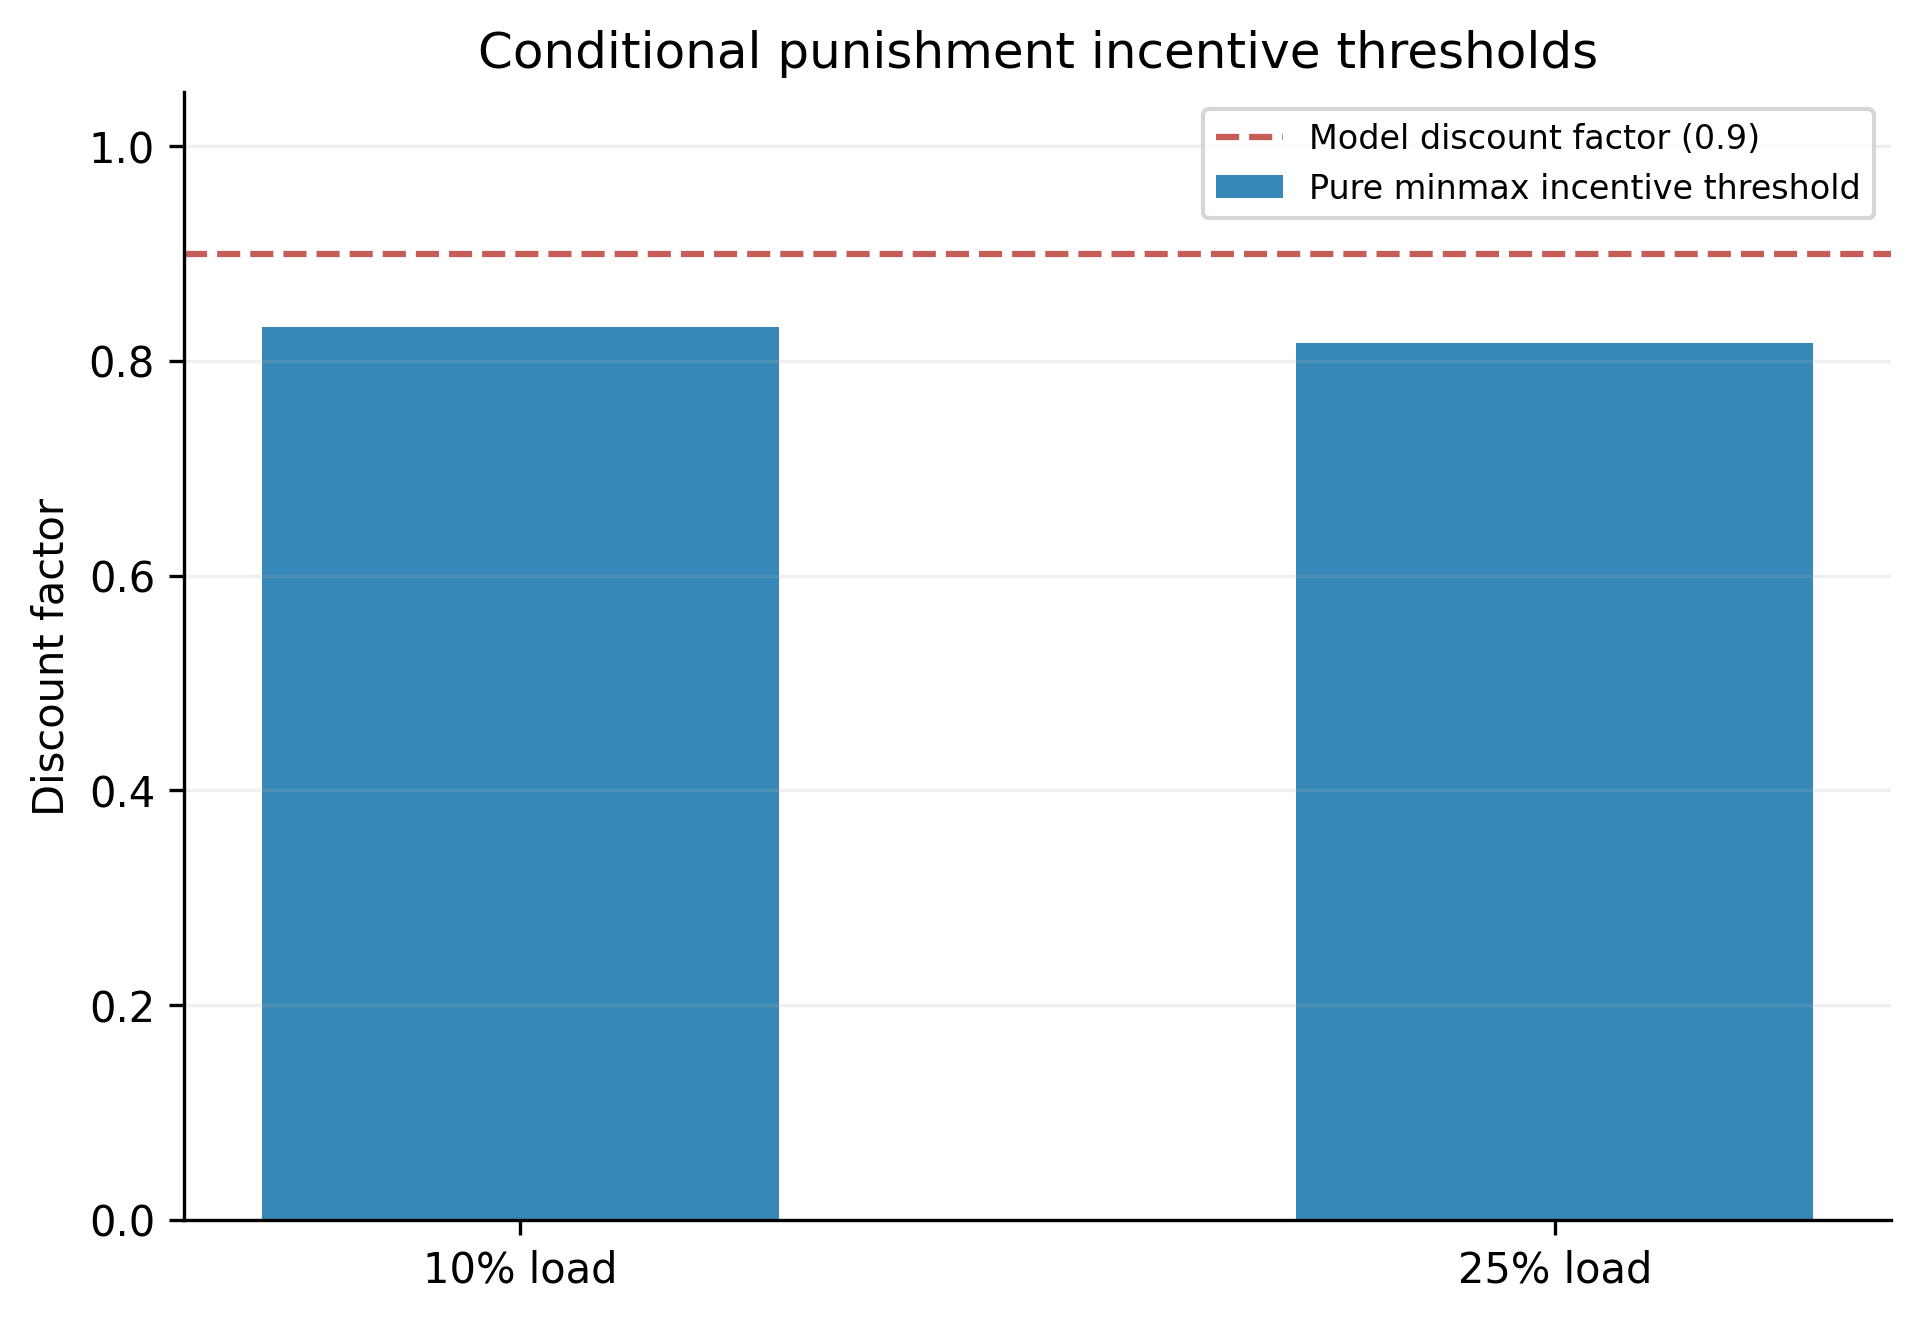 Conditional punishment incentive thresholds
Model discount factor (0.9)
Pure minmax incentive threshold
Discount factor
1.0
0.8
0.6
0.4
0.2
0.0
10% load
25% load